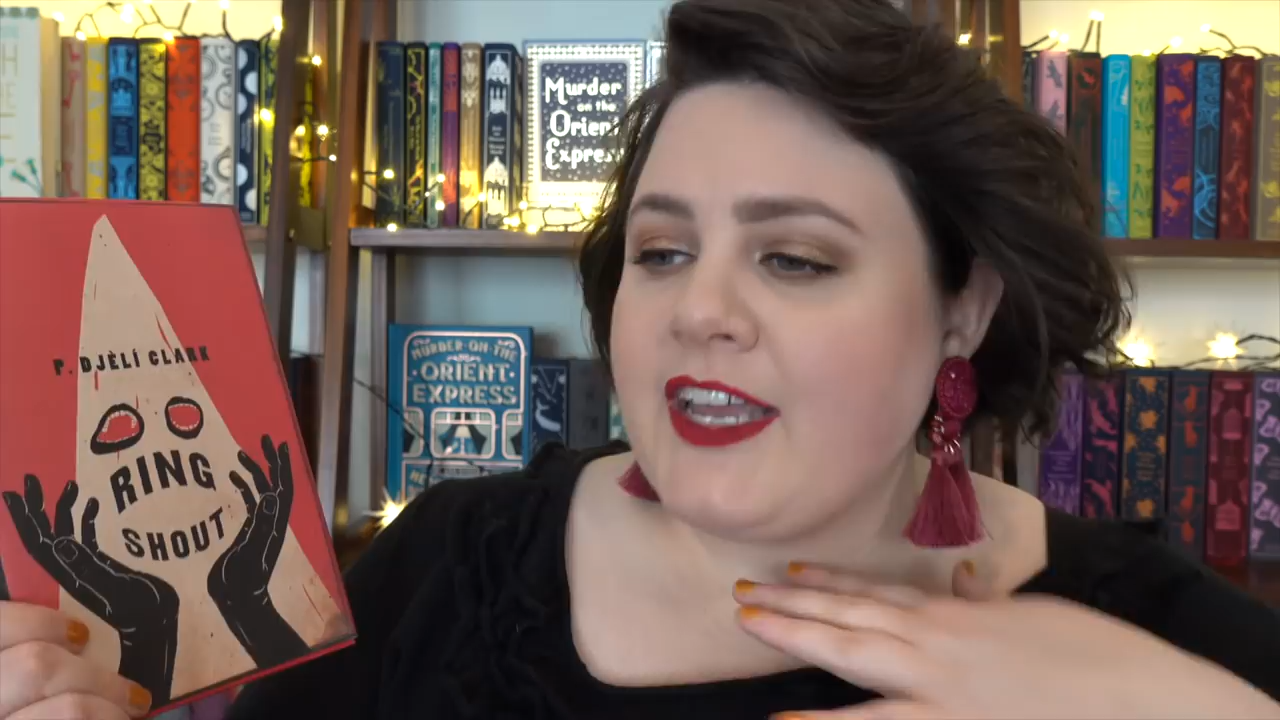 P. DJÈLÍ CLARK
RING
SHOUT
Murder
on the
Orient
Express
MURDER·ON·THE
ORIENT
EXPRESS